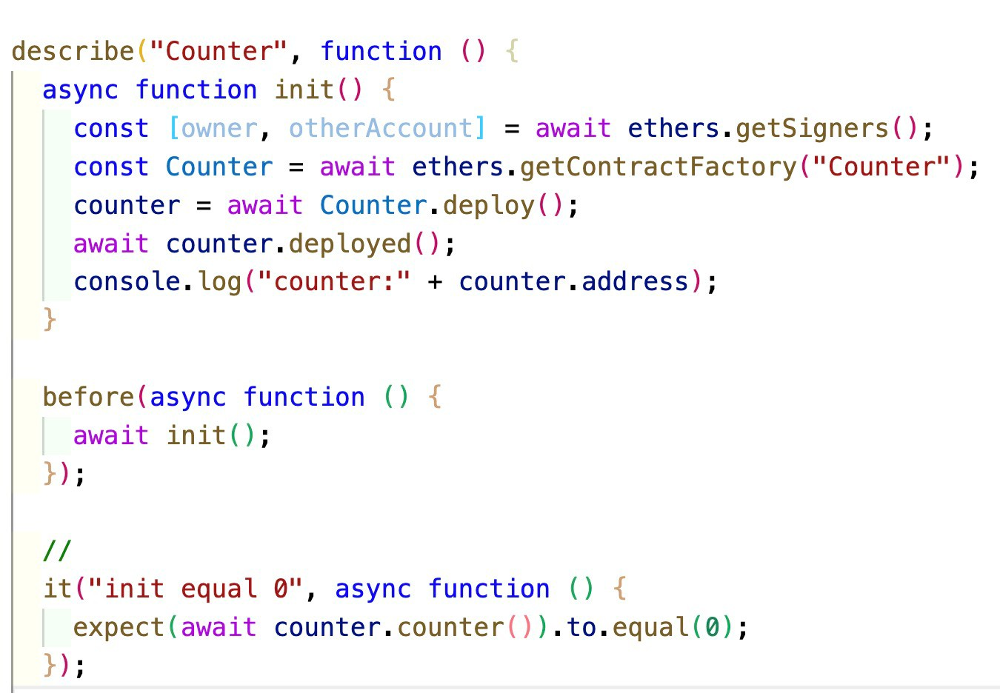 describe("Counter", function () {
  async function init() {
    const [owner, otherAccount] = await ethers.getSigners();
    const Counter = await ethers.getContractFactory("Counter");
    counter = await Counter.deploy();
    await counter.deployed();
    console.log("counter:" + counter.address);
  }

  before(async function () {
    await init();
  });

  //
  it("init equal 0", async function () {
    expect(await counter.counter()).to.equal(0);
  });